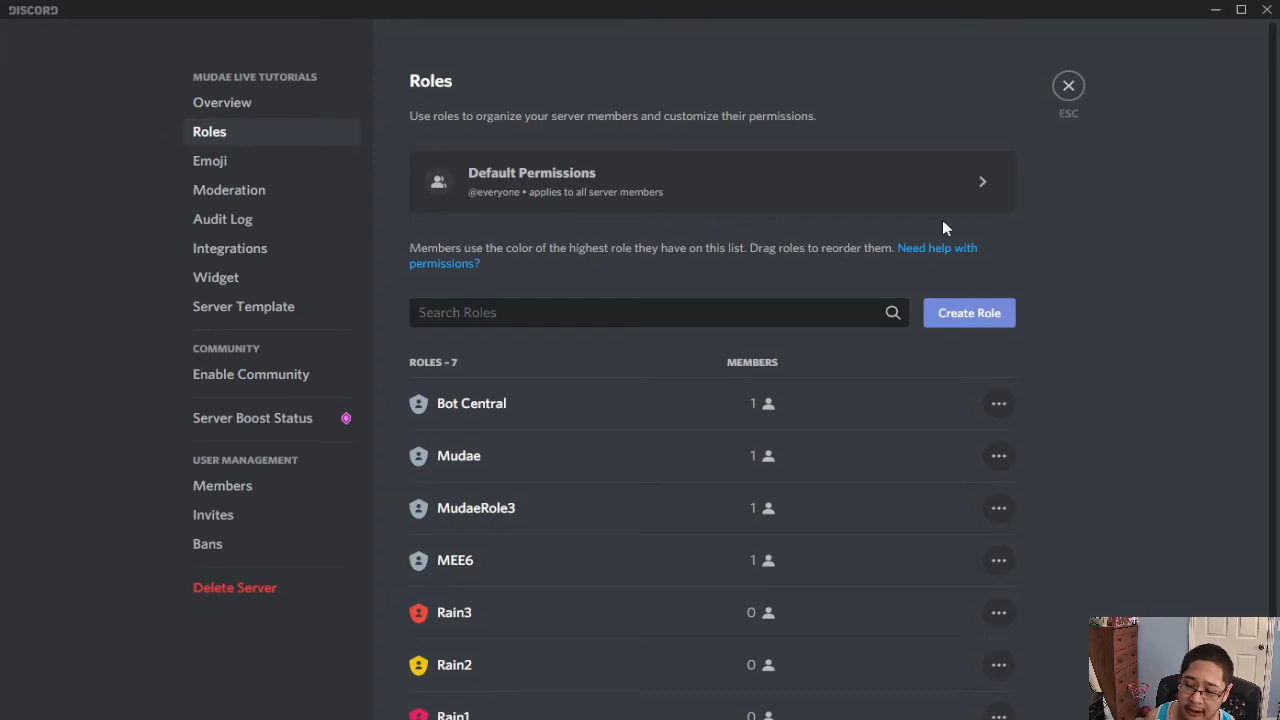 DISCORD
MUDAE LIVE TUTORIALS
Overview
Roles
Emoji
Moderation
Audit Log
Integrations
Widget
Server Template
COMMUNITY
Enable Community
Server Boost Status
USER MANAGEMENT
Members
Invites
Bans
Delete Server
Roles
Use roles to organize your server members and customize their permissions.
ESC
Default Permissions
@everyone • applies to all server members
Members use the color of the highest role they have on this list. Drag roles to reorder them. Need help with
permissions?
Search Roles
Create Role
ROLES – 7 MEMBERS
Bot Central 1
Mudae 1
MudaeRole3 1
MEE6 1
Rain3 0
Rain2 0
Rain1 0